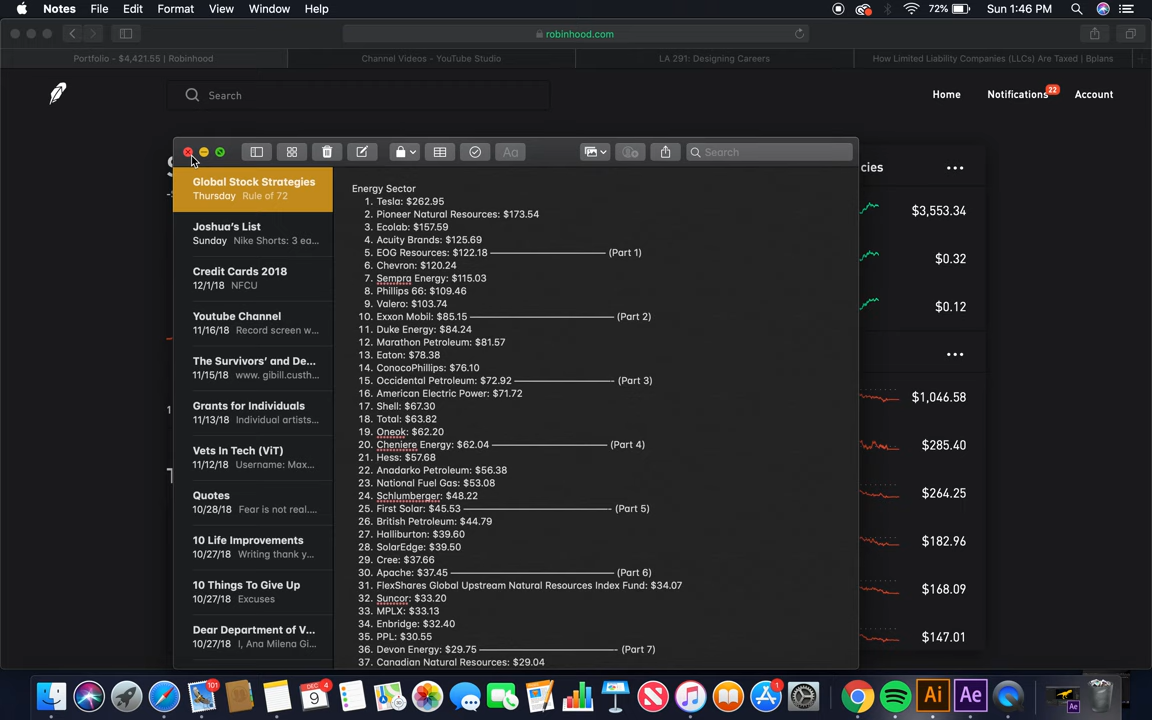 Notes File Edit Format View Window Help 72% Sun 1:46 PM
robinhood.com
Portfolio - $4,421.55 | Robinhood Channel Videos - YouTube Studio LA 291: Designing Careers How Limited Liability Companies (LLCs) Are Taxed | Bplans
Search Home Notifications 22 Account
Aa Search
Global Stock Strategies
Thursday Rule of 72
Joshua's List
Sunday Nike Shorts: 3 ea...
Credit Cards 2018
12/1/18 NFCU
Youtube Channel
11/16/18 Record screen w...
The Survivors' and De...
11/15/18 www. gibill.custh...
Grants for Individuals
11/13/18 Individual artists...
Vets In Tech (ViT)
11/12/18 Username: Max...
Quotes
10/28/18 Fear is not real....
10 Life Improvements
10/27/18 Writing thank y...
10 Things To Give Up
10/27/18 Excuses
Dear Department of V...
10/27/18 I, Ana Milena Gi...
Energy Sector
1. Tesla: $262.95
2. Pioneer Natural Resources: $173.54
3. Ecolab: $157.59
4. Acuity Brands: $125.69
5. EOG Resources: $122.18 ———————————— (Part 1)
6. Chevron: $120.24
7. Sempra Energy: $115.03
8. Phillips 66: $109.46
9. Valero: $103.74
10. Exxon Mobil: $85.15 ———————————— (Part 2)
11. Duke Energy: $84.24
12. Marathon Petroleum: $81.57
13. Eaton: $78.38
14. ConocoPhillips: $76.10
15. Occidental Petroleum: $72.92 ————————- (Part 3)
16. American Electric Power: $71.72
17. Shell: $67.30
18. Total: $63.82
19. Oneok: $62.20
20. Cheniere Energy: $62.04 ———————————— (Part 4)
21. Hess: $57.68
22. Anadarko Petroleum: $56.38
23. National Fuel Gas: $53.08
24. Schlumberger: $48.22
25. First Solar: $45.53 ————————————- (Part 5)
26. British Petroleum: $44.79
27. Halliburton: $39.60
28. SolarEdge: $39.50
29. Cree: $37.66
30. Apache: $37.45 ———————————————— (Part 6)
31. FlexShares Global Upstream Natural Resources Index Fund: $34.07
32. Suncor: $33.20
33. MPLX: $33.13
34. Enbridge: $32.40
35. PPL: $30.55
36. Devon Energy: $29.75 ———————————— (Part 7)
37. Canadian Natural Resources: $29.04
cies
$3,553.34
$0.32
$0.12
$1,046.58
$285.40
$264.25
$182.96
$168.09
$147.01
101 DEC 9 4 1 Ai Ae
Ae